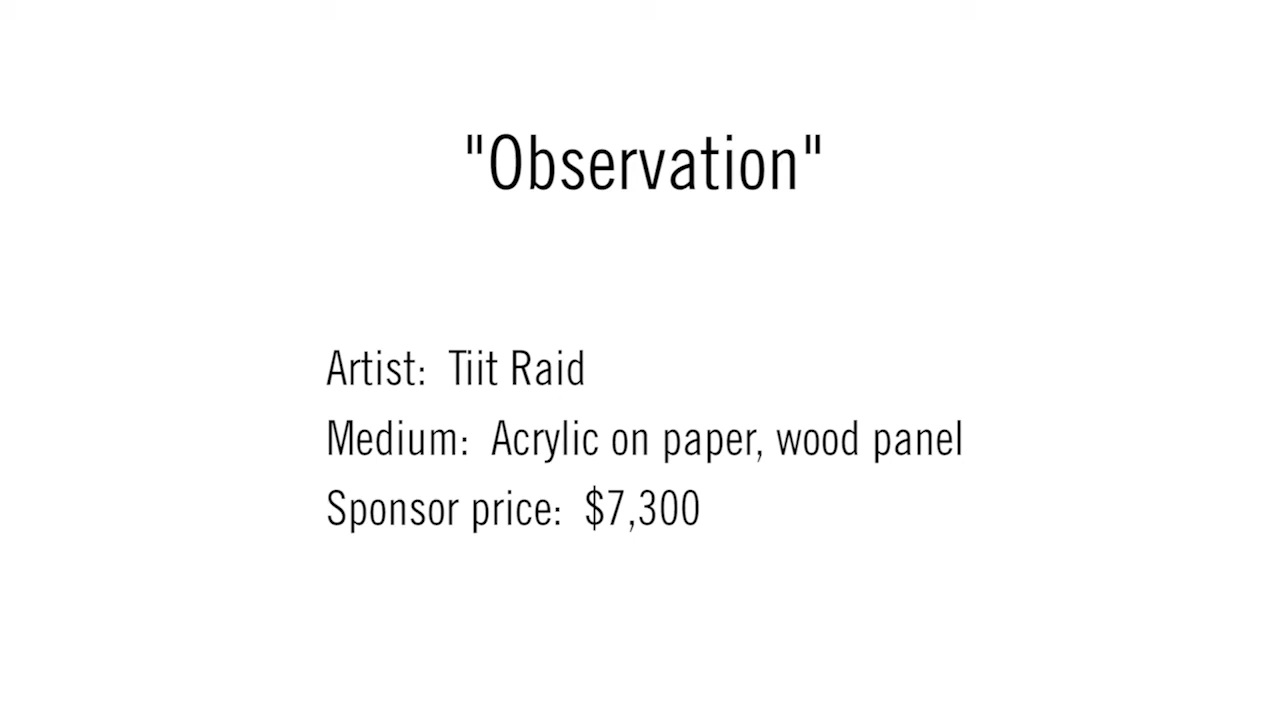 "Observation"
Artist: Tiit Raid
Medium: Acrylic on paper, wood panel
Sponsor price: $7,300